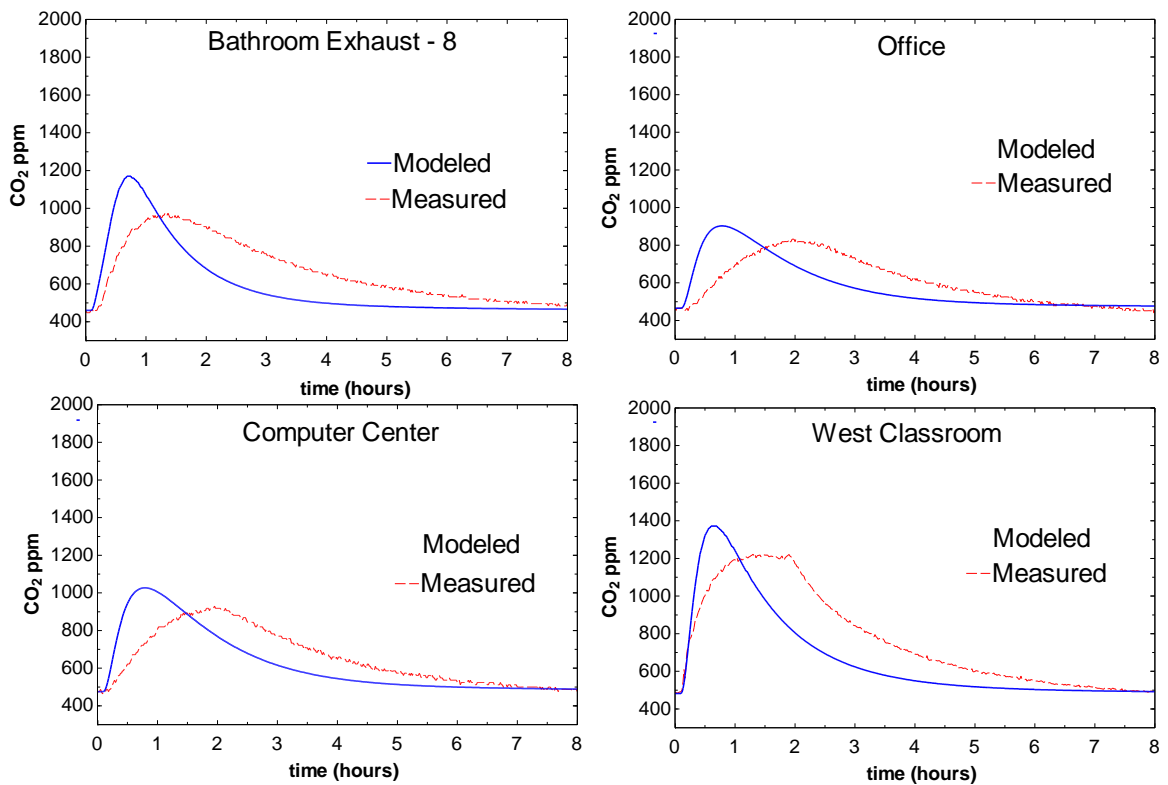 Bathroom Exhaust - 8
2000
1800
1600
1400
1200
1000
800
600
400
CO₂ ppm
Modeled
Measured
0 1 2 3 4 5 6 7 8
time (hours)
Office
2000
1800
1600
1400
1200
1000
800
600
400
CO₂ ppm
Modeled
Measured
0 1 2 3 4 5 6 7 8
time (hours)
Computer Center
2000
1800
1600
1400
1200
1000
800
600
400
CO₂ ppm
Modeled
Measured
0 1 2 3 4 5 6 7 8
time (hours)
West Classroom
2000
1800
1600
1400
1200
1000
800
600
400
CO₂ ppm
Modeled
Measured
0 1 2 3 4 5 6 7 8
time (hours)